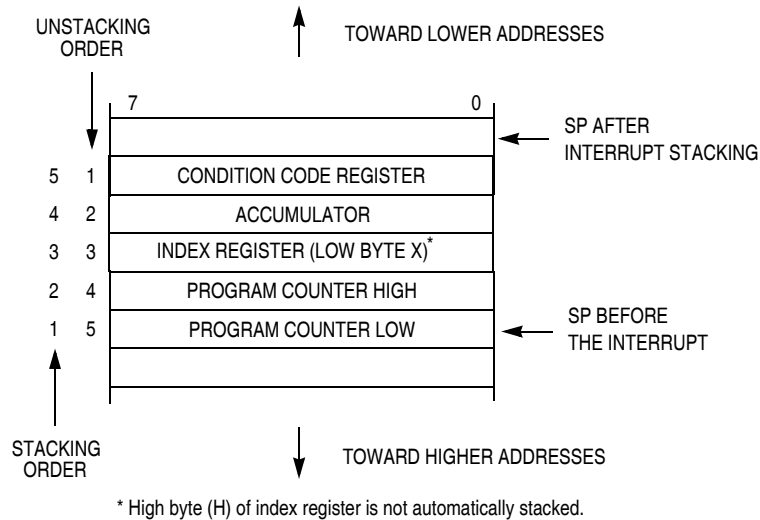 UNSTACKING
ORDER
TOWARD LOWER ADDRESSES
7 0
SP AFTER
INTERRUPT STACKING
5 1 CONDITION CODE REGISTER
4 2 ACCUMULATOR
3 3 INDEX REGISTER (LOW BYTE X)*
2 4 PROGRAM COUNTER HIGH
1 5 PROGRAM COUNTER LOW
SP BEFORE
THE INTERRUPT
STACKING
ORDER
TOWARD HIGHER ADDRESSES
* High byte (H) of index register is not automatically stacked.